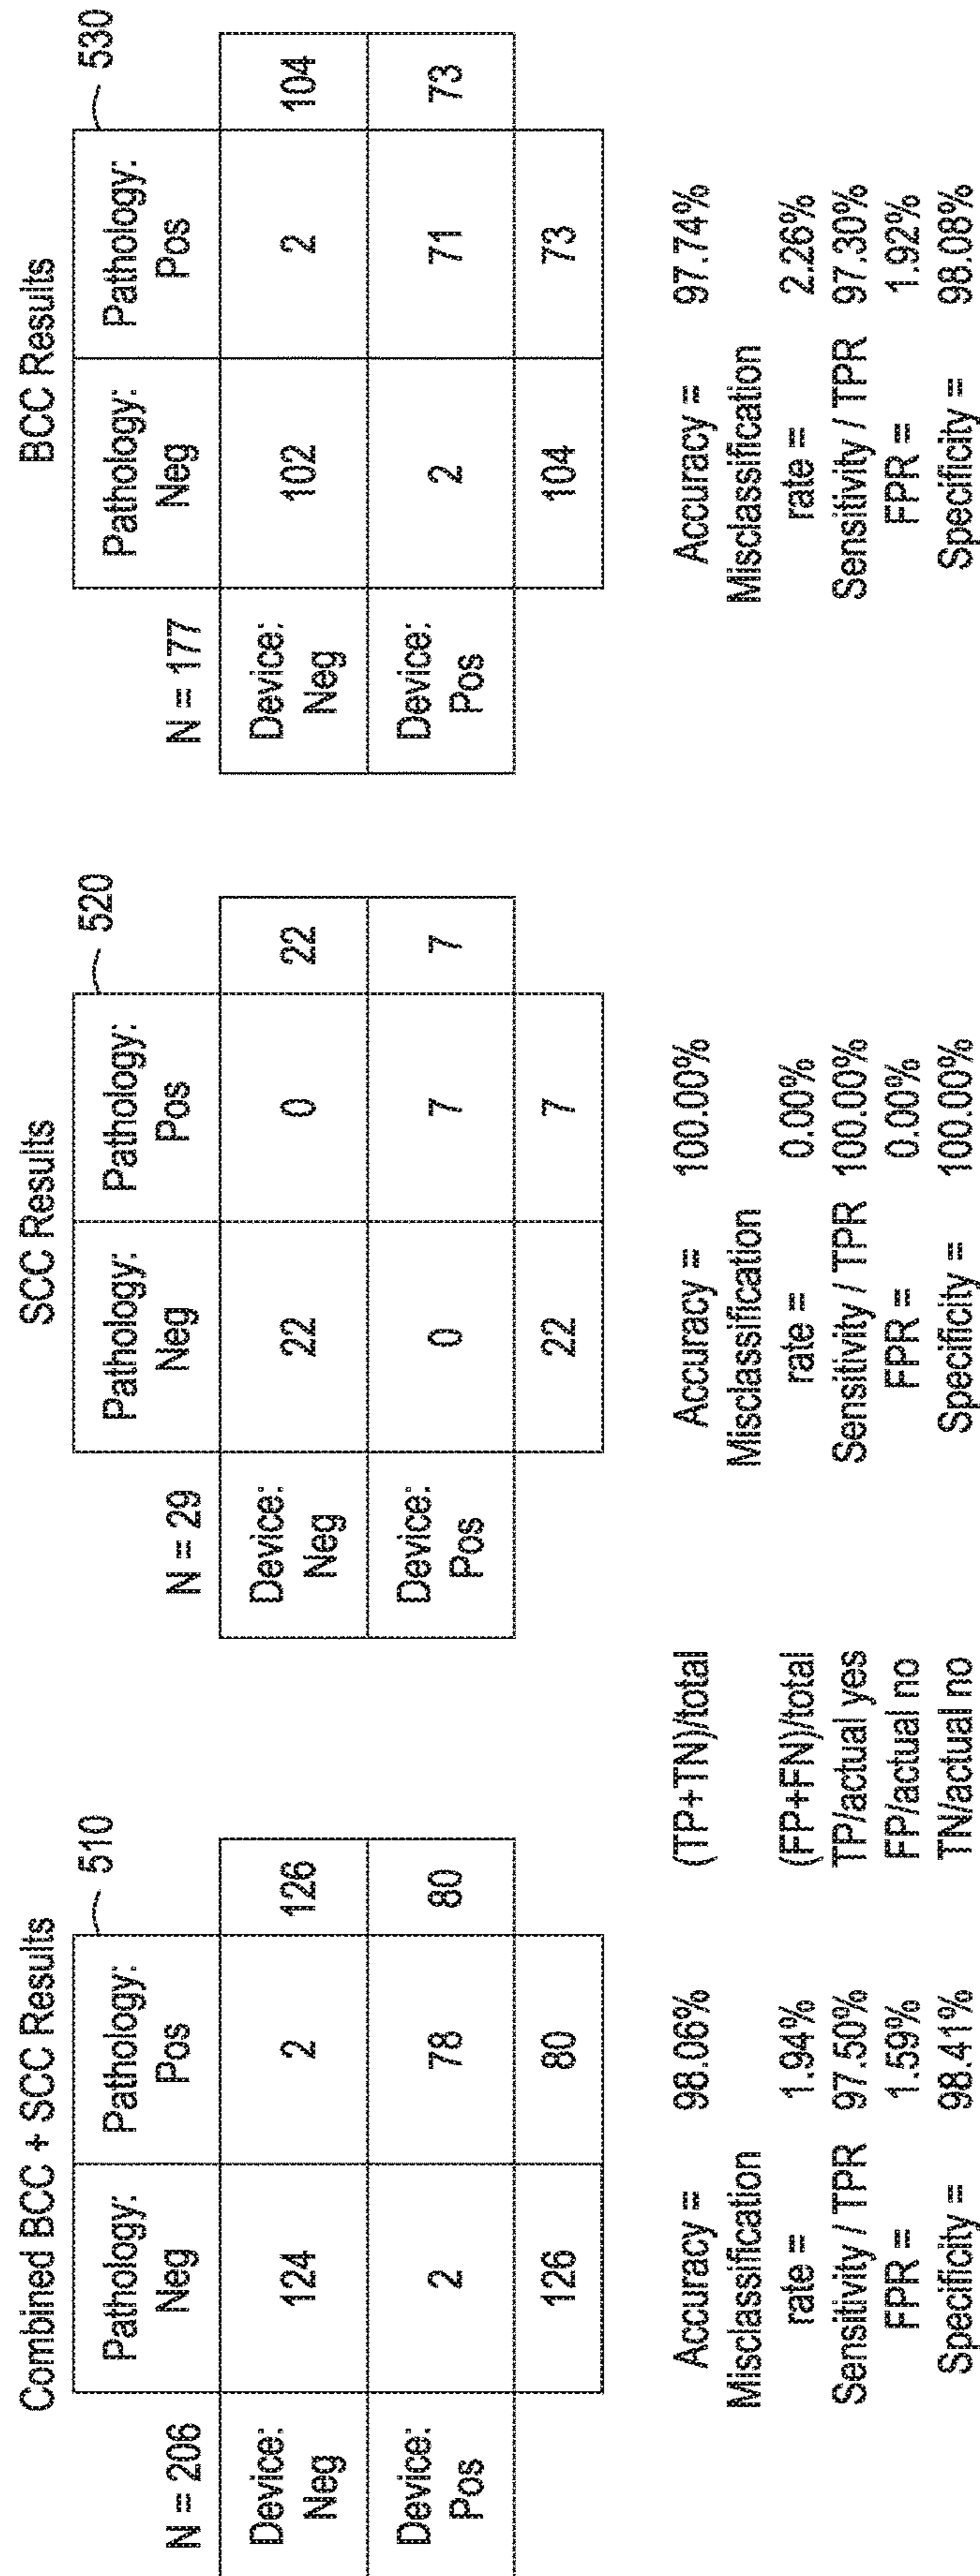 Combined BCC + SCC Results
510
N = 206
Pathology: Neg
Pathology: Pos
Device: Neg
124
2
126
Device: Pos
2
78
80
126
80
Accuracy = 98.06% (TP+TN)/total
Misclassification
rate = 1.94% (FP+FN)/total
Sensitivity / TPR 97.50% TP/actual yes
FPR = 1.59% FP/actual no
Specificity = 98.41% TN/actual no
SCC Results
520
N = 29
Pathology: Neg
Pathology: Pos
Device: Neg
22
0
22
Device: Pos
0
7
7
22
7
Accuracy = 100.00%
Misclassification
rate = 0.00%
Sensitivity / TPR 100.00%
FPR = 0.00%
Specificity = 100.00%
BCC Results
530
N = 177
Pathology: Neg
Pathology: Pos
Device: Neg
102
2
104
Device: Pos
2
71
73
104
73
Accuracy = 97.74%
Misclassification
rate = 2.26%
Sensitivity / TPR 97.30%
FPR = 1.92%
Specificity = 98.08%